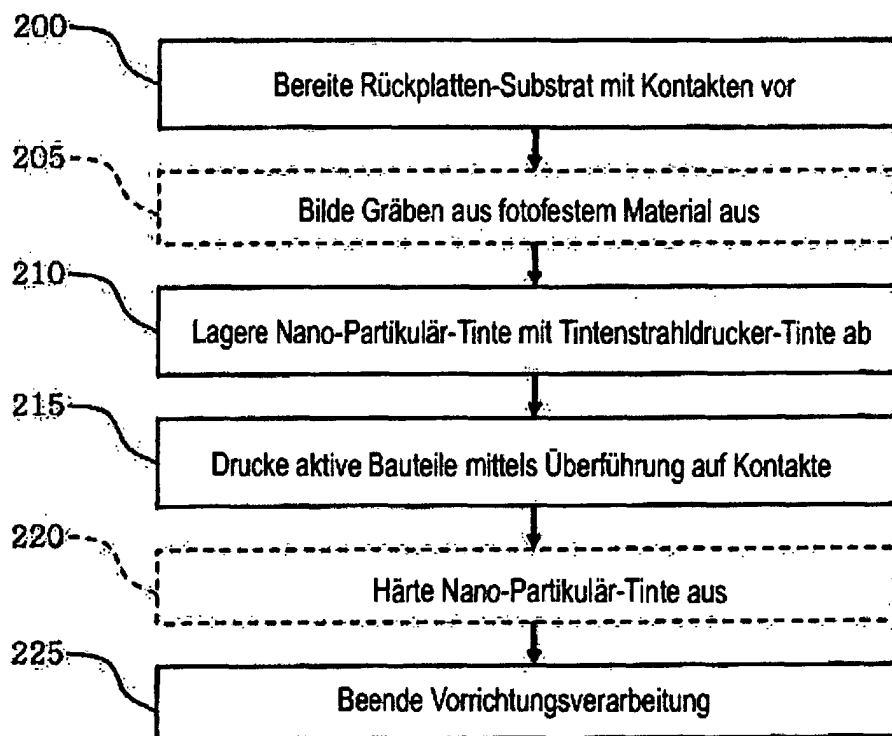 200
Bereite Rückplatten-Substrat mit Kontakten vor
205
Bilde Gräben aus fotofestem Material aus
210
Lagere Nano-Partikulär-Tinte mit Tintenstrahldrucker-Tinte ab
215
Drucke aktive Bauteile mittels Überführung auf Kontakte
220
Härte Nano-Partikulär-Tinte aus
225
Beende Vorrichtungsverarbeitung